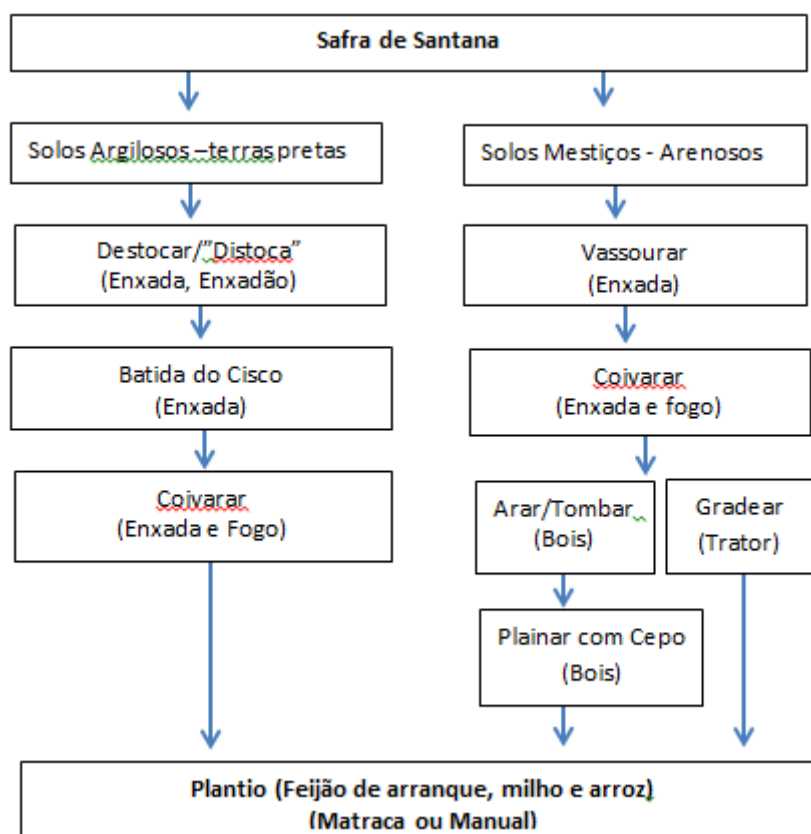 Safra de Santana
Solos Argilosos –terras pretas
Solos Mestiços - Arenosos
Destocar/”Distoca”
(Enxada, Enxadão)
Vassourar
(Enxada)
Batida do Cisco
(Enxada)
Coivarar
(Enxada e fogo)
Coivarar
(Enxada e Fogo)
Arar/Tombar
(Bois)
Gradear
(Trator)
Plainar com Cepo
(Bois)
Plantio (Feijão de arranque, milho e arroz)
(Matraca ou Manual)